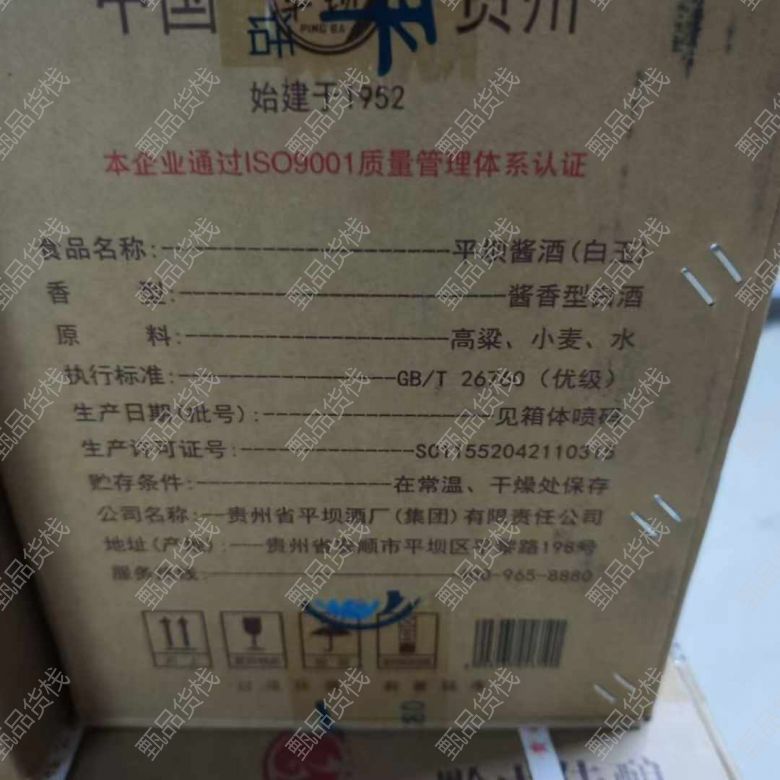 中国 贵州
PING BA
始建于1952
本企业通过ISO9001质量管理体系认证
食品名称:平坝酱酒(白玉)
香 型:酱香型白酒
原 料:高粱、小麦、水
执行标准:GB/T 26760(优级)
生产日期(批号):见箱体喷码
生产许可证号:
贮存条件:在常温、干燥处保存
公司名称:贵州省平坝酒厂(集团)有限责任公司
地址(产地):贵州省安顺市平坝区
198号
服务热线:
965-8880
甄品货栈